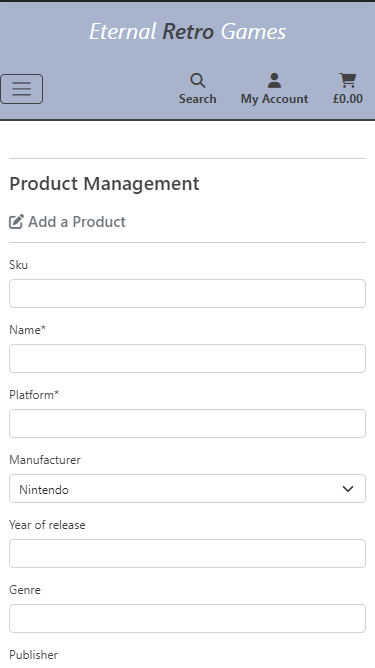 Eternal Retro Games
Search
My Account
£0.00
Product Management
Add a Product
Sku
Name*
Platform*
Manufacturer
Nintendo
Year of release
Genre
Publisher